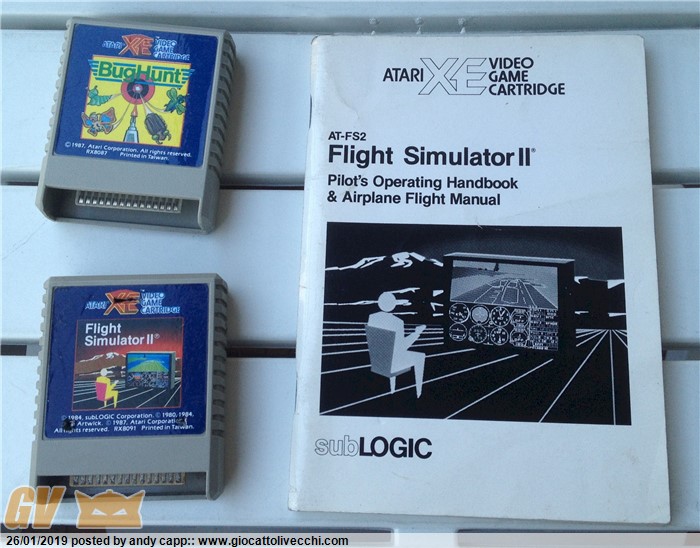 ATARI XE VIDEO
GAME
CARTRIDGE
BugHunt
© 1987, Atari Corporation. All rights reserved.
RX8087 Printed in Taiwan.
ATARI XE VIDEO
GAME
CARTRIDGE
Flight
Simulator II®
© 1984, subLOGIC Corporation. © 1980, 1984,
Artwick. © 1987, Atari Corporation.
All rights reserved. RX8091 Printed in Taiwan.
ATARI XE VIDEO
GAME
CARTRIDGE
AT-FS2
Flight Simulator II®
Pilot's Operating Handbook
& Airplane Flight Manual
subLOGIC
GV
26/01/2019 posted by andy capp:: www.giocattolivecchi.com